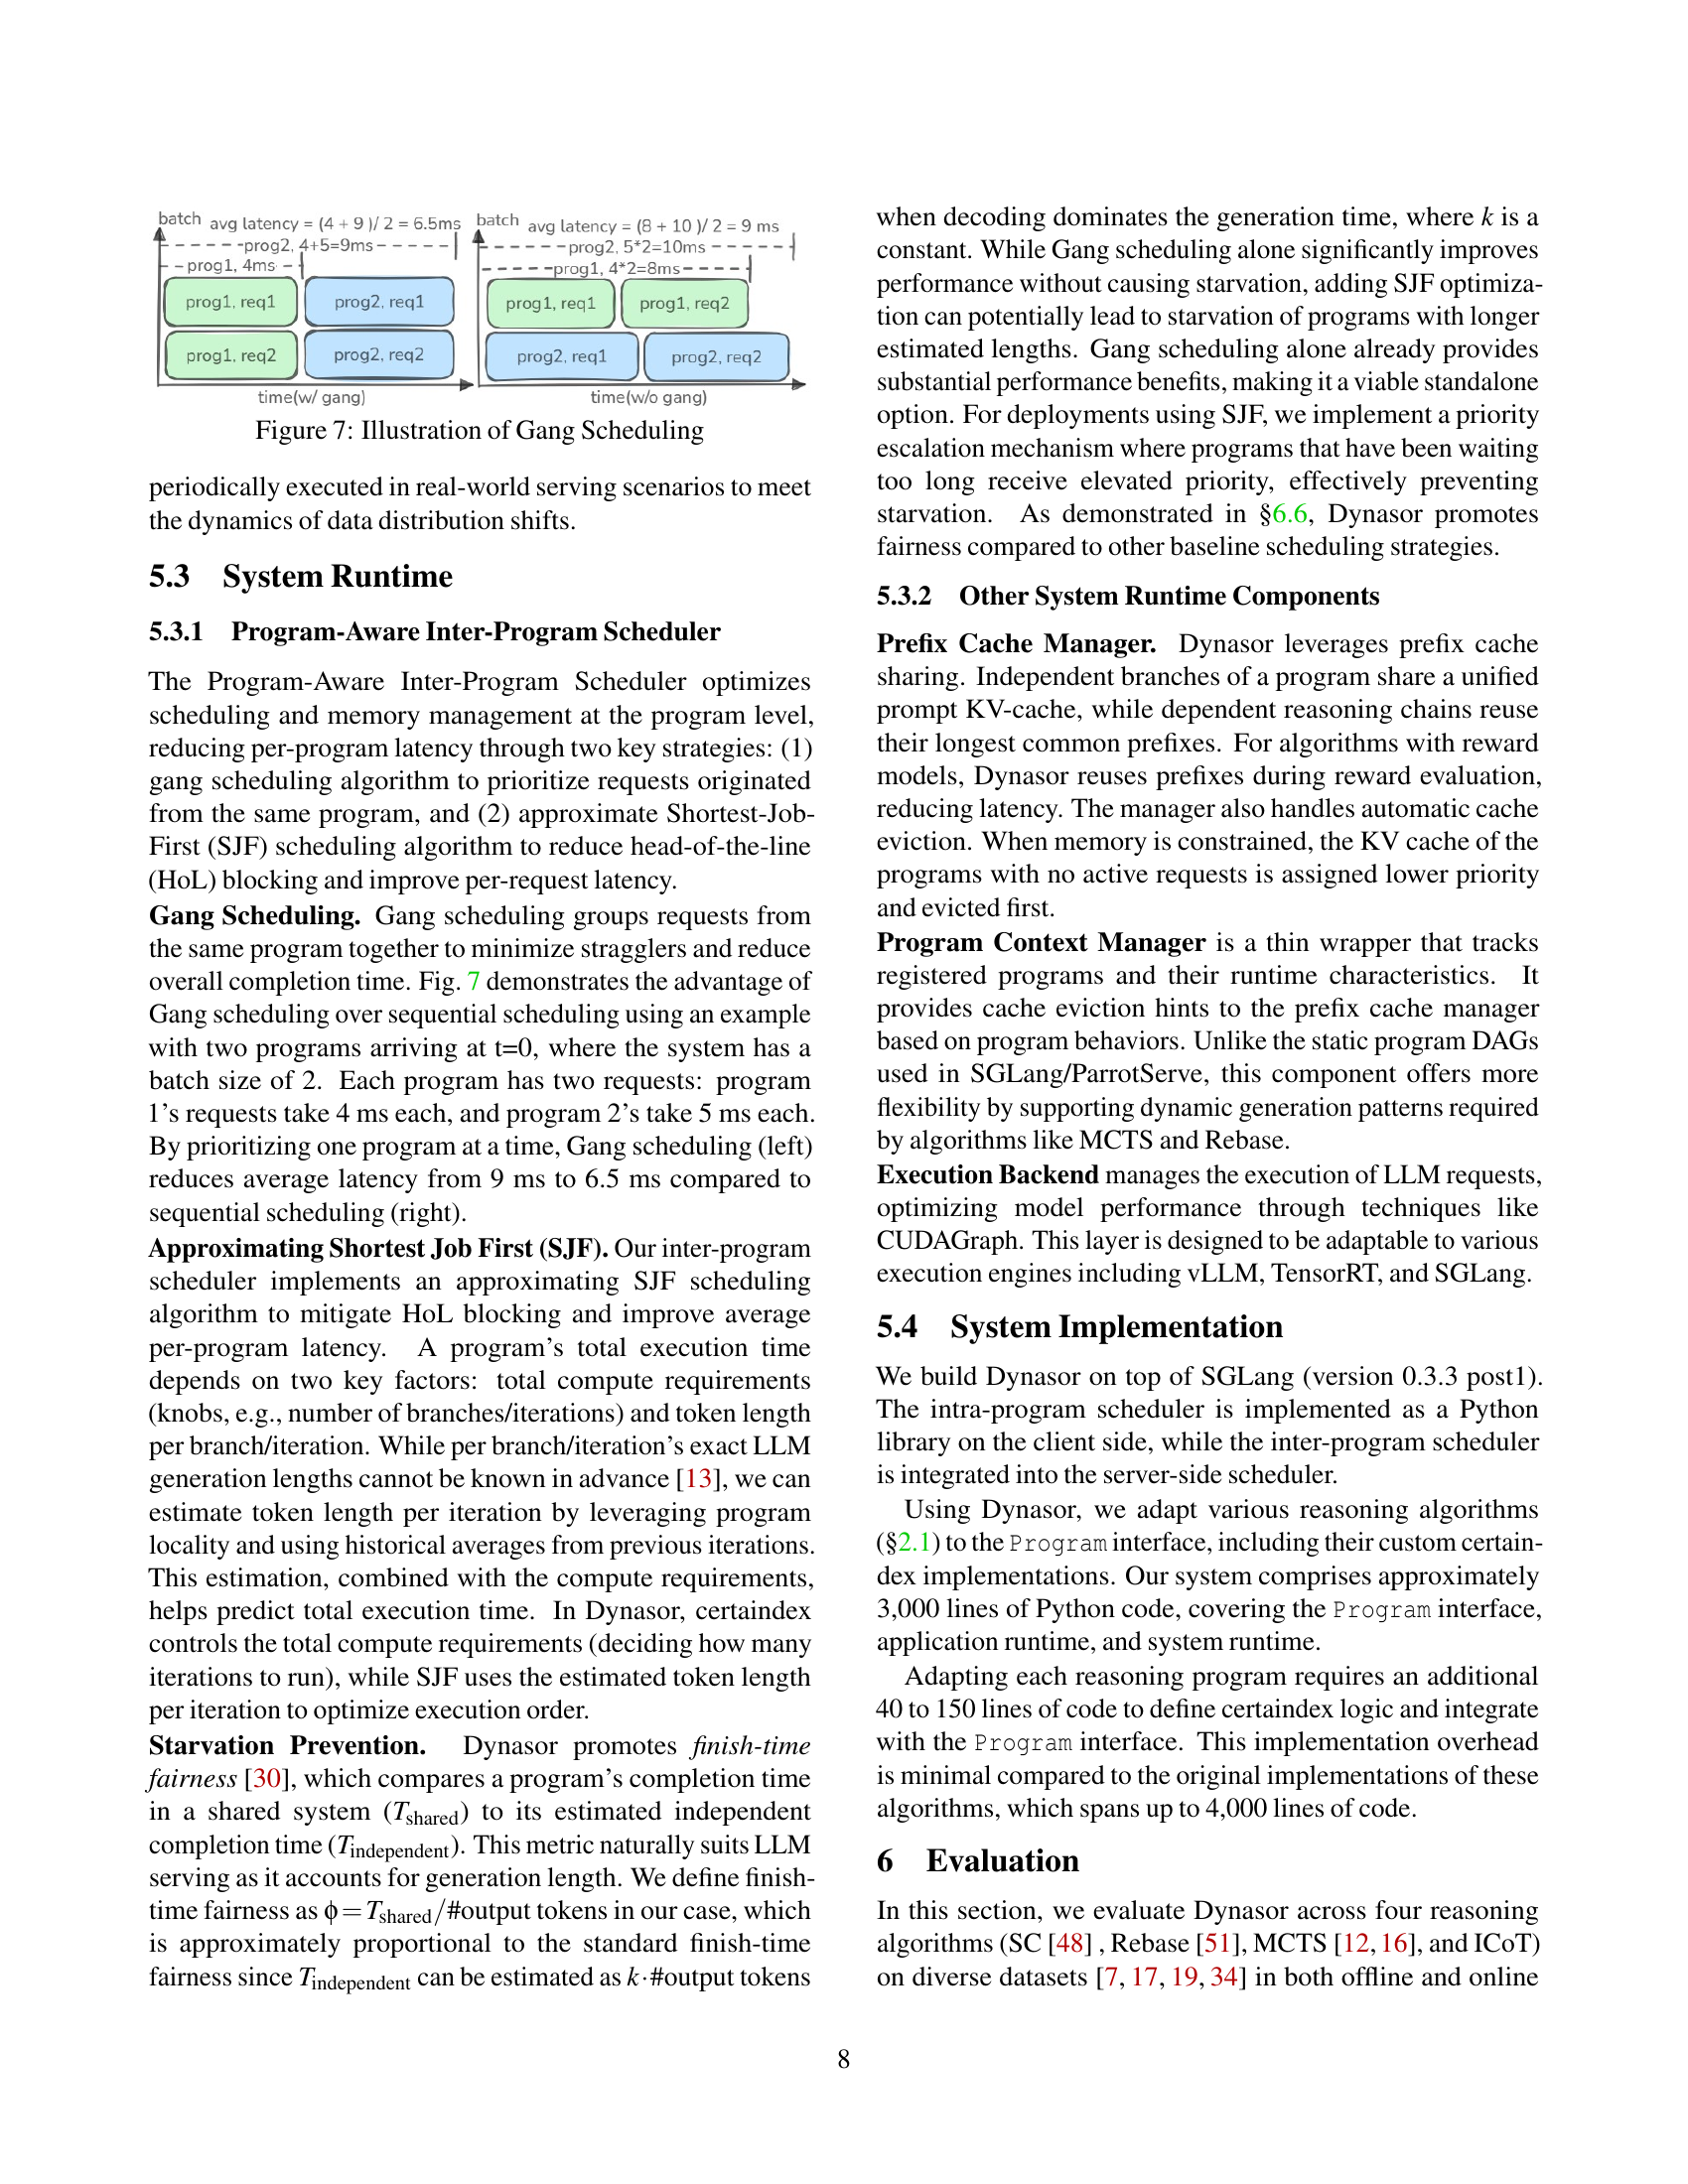 batch avg latency = (4 + 9 )/ 2 = 6.5ms
prog2, 4+5=9ms
prog1, 4ms
prog1, req1
prog2, req1
prog1, req2
prog2, req2
time(w/ gang)
batch avg latency = (8 + 10 )/ 2 = 9 ms
prog2, 5*2=10ms
prog1, 4*2=8ms
prog1, req1
prog1, req2
prog2, req1
prog2, req2
time(w/o gang)
Figure 7: Illustration of Gang Scheduling
periodically executed in real-world serving scenarios to meet
the dynamics of data distribution shifts.
5.3 System Runtime
5.3.1 Program-Aware Inter-Program Scheduler
The Program-Aware Inter-Program Scheduler optimizes
scheduling and memory management at the program level,
reducing per-program latency through two key strategies: (1)
gang scheduling algorithm to prioritize requests originated
from the same program, and (2) approximate Shortest-Job-
First (SJF) scheduling algorithm to reduce head-of-the-line
(HoL) blocking and improve per-request latency.
Gang Scheduling. Gang scheduling groups requests from
the same program together to minimize stragglers and reduce
overall completion time. Fig. 7 demonstrates the advantage of
Gang scheduling over sequential scheduling using an example
with two programs arriving at t=0, where the system has a
batch size of 2. Each program has two requests: program
1's requests take 4 ms each, and program 2's take 5 ms each.
By prioritizing one program at a time, Gang scheduling (left)
reduces average latency from 9 ms to 6.5 ms compared to
sequential scheduling (right).
Approximating Shortest Job First (SJF). Our inter-program
scheduler implements an approximating SJF scheduling
algorithm to mitigate HoL blocking and improve average
per-program latency. A program's total execution time
depends on two key factors: total compute requirements
(knobs, e.g., number of branches/iterations) and token length
per branch/iteration. While per branch/iteration's exact LLM
generation lengths cannot be known in advance [13], we can
estimate token length per iteration by leveraging program
locality and using historical averages from previous iterations.
This estimation, combined with the compute requirements,
helps predict total execution time. In Dynasor, certaindex
controls the total compute requirements (deciding how many
iterations to run), while SJF uses the estimated token length
per iteration to optimize execution order.
Starvation Prevention. Dynasor promotes finish-time
fairness [30], which compares a program's completion time
in a shared system (Tshared) to its estimated independent
completion time (Tindependent). This metric naturally suits LLM
serving as it accounts for generation length. We define finish-
time fairness as ϕ=Tshared/#output tokens in our case, which
is approximately proportional to the standard finish-time
fairness since Tindependent can be estimated as k·#output tokens
when decoding dominates the generation time, where k is a
constant. While Gang scheduling alone significantly improves
performance without causing starvation, adding SJF optimiza-
tion can potentially lead to starvation of programs with longer
estimated lengths. Gang scheduling alone already provides
substantial performance benefits, making it a viable standalone
option. For deployments using SJF, we implement a priority
escalation mechanism where programs that have been waiting
too long receive elevated priority, effectively preventing
starvation. As demonstrated in §6.6, Dynasor promotes
fairness compared to other baseline scheduling strategies.
5.3.2 Other System Runtime Components
Prefix Cache Manager. Dynasor leverages prefix cache
sharing. Independent branches of a program share a unified
prompt KV-cache, while dependent reasoning chains reuse
their longest common prefixes. For algorithms with reward
models, Dynasor reuses prefixes during reward evaluation,
reducing latency. The manager also handles automatic cache
eviction. When memory is constrained, the KV cache of the
programs with no active requests is assigned lower priority
and evicted first.
Program Context Manager is a thin wrapper that tracks
registered programs and their runtime characteristics. It
provides cache eviction hints to the prefix cache manager
based on program behaviors. Unlike the static program DAGs
used in SGLang/ParrotServe, this component offers more
flexibility by supporting dynamic generation patterns required
by algorithms like MCTS and Rebase.
Execution Backend manages the execution of LLM requests,
optimizing model performance through techniques like
CUDAGraph. This layer is designed to be adaptable to various
execution engines including vLLM, TensorRT, and SGLang.
5.4 System Implementation
We build Dynasor on top of SGLang (version 0.3.3 post1).
The intra-program scheduler is implemented as a Python
library on the client side, while the inter-program scheduler
is integrated into the server-side scheduler.
Using Dynasor, we adapt various reasoning algorithms
(§2.1) to the Program interface, including their custom certain-
dex implementations. Our system comprises approximately
3,000 lines of Python code, covering the Program interface,
application runtime, and system runtime.
Adapting each reasoning program requires an additional
40 to 150 lines of code to define certaindex logic and integrate
with the Program interface. This implementation overhead
is minimal compared to the original implementations of these
algorithms, which spans up to 4,000 lines of code.
6 Evaluation
In this section, we evaluate Dynasor across four reasoning
algorithms (SC [48] , Rebase [51], MCTS [12, 16], and ICoT)
on diverse datasets [7, 17, 19, 34] in both offline and online
8